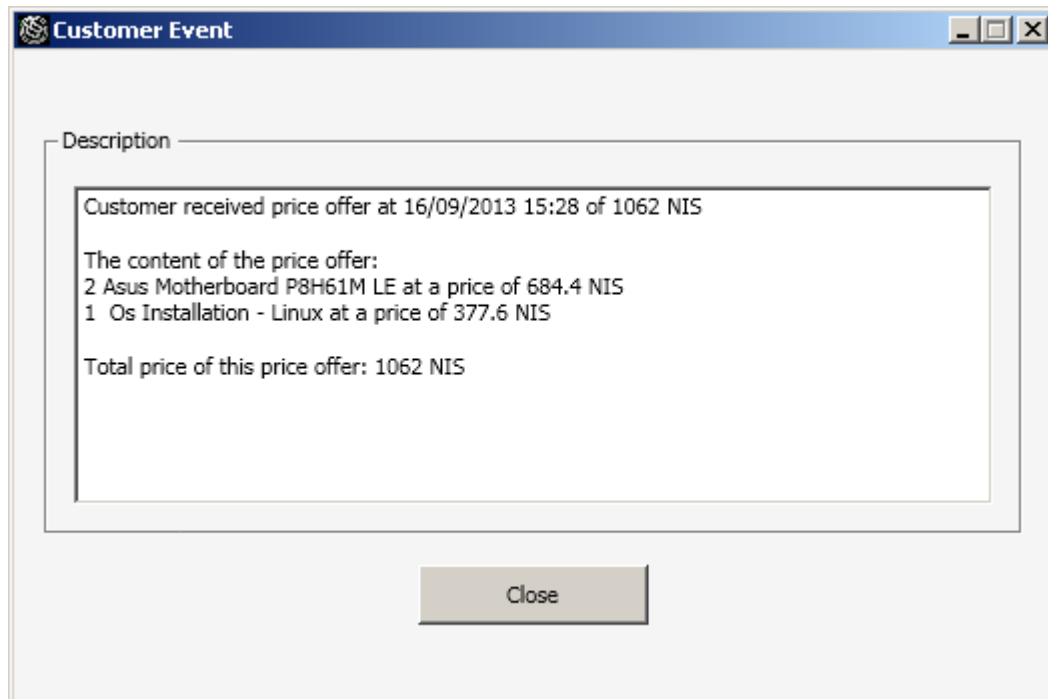 Customer Event
Description
Customer received price offer at 16/09/2013 15:28 of 1062 NIS
The content of the price offer:
2 Asus Motherboard P8H61M LE at a price of 684.4 NIS
1  Os Installation - Linux at a price of 377.6 NIS
Total price of this price offer: 1062 NIS
Close